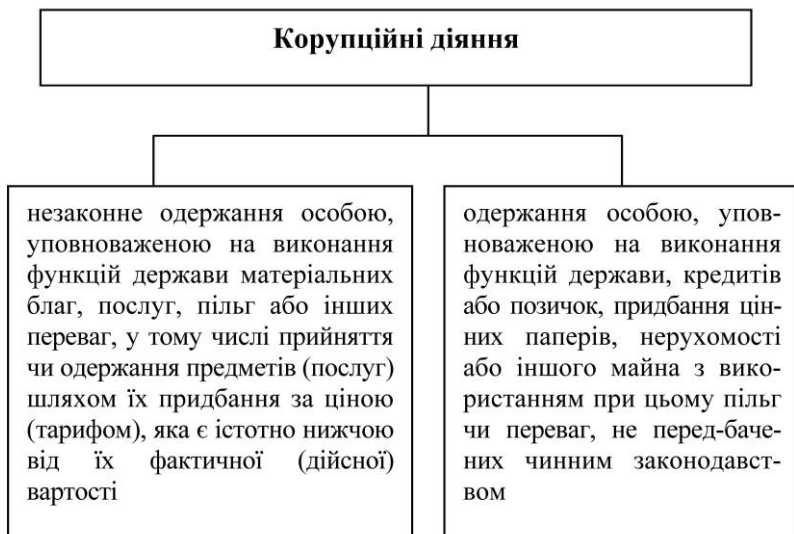 Корупційні діяння
незаконне одержання особою,
уповноваженою на виконання
функцій держави матеріальних
благ, послуг, пільг або інших
переваг, у тому числі прийняття
чи одержання предметів (послуг)
шляхом їх придбання за ціною
(тарифом), яка є істотно нижчою
від їх фактичної (дійсної)
вартості
одержання особою, упов-
новаженою на виконання
функцій держави, кредитів
або позичок, придбання цін-
них паперів, нерухомості
або іншого майна з вико-
ристанням при цьому пільг
чи переваг, не перед-баче-
них чинним законодавст-
вом